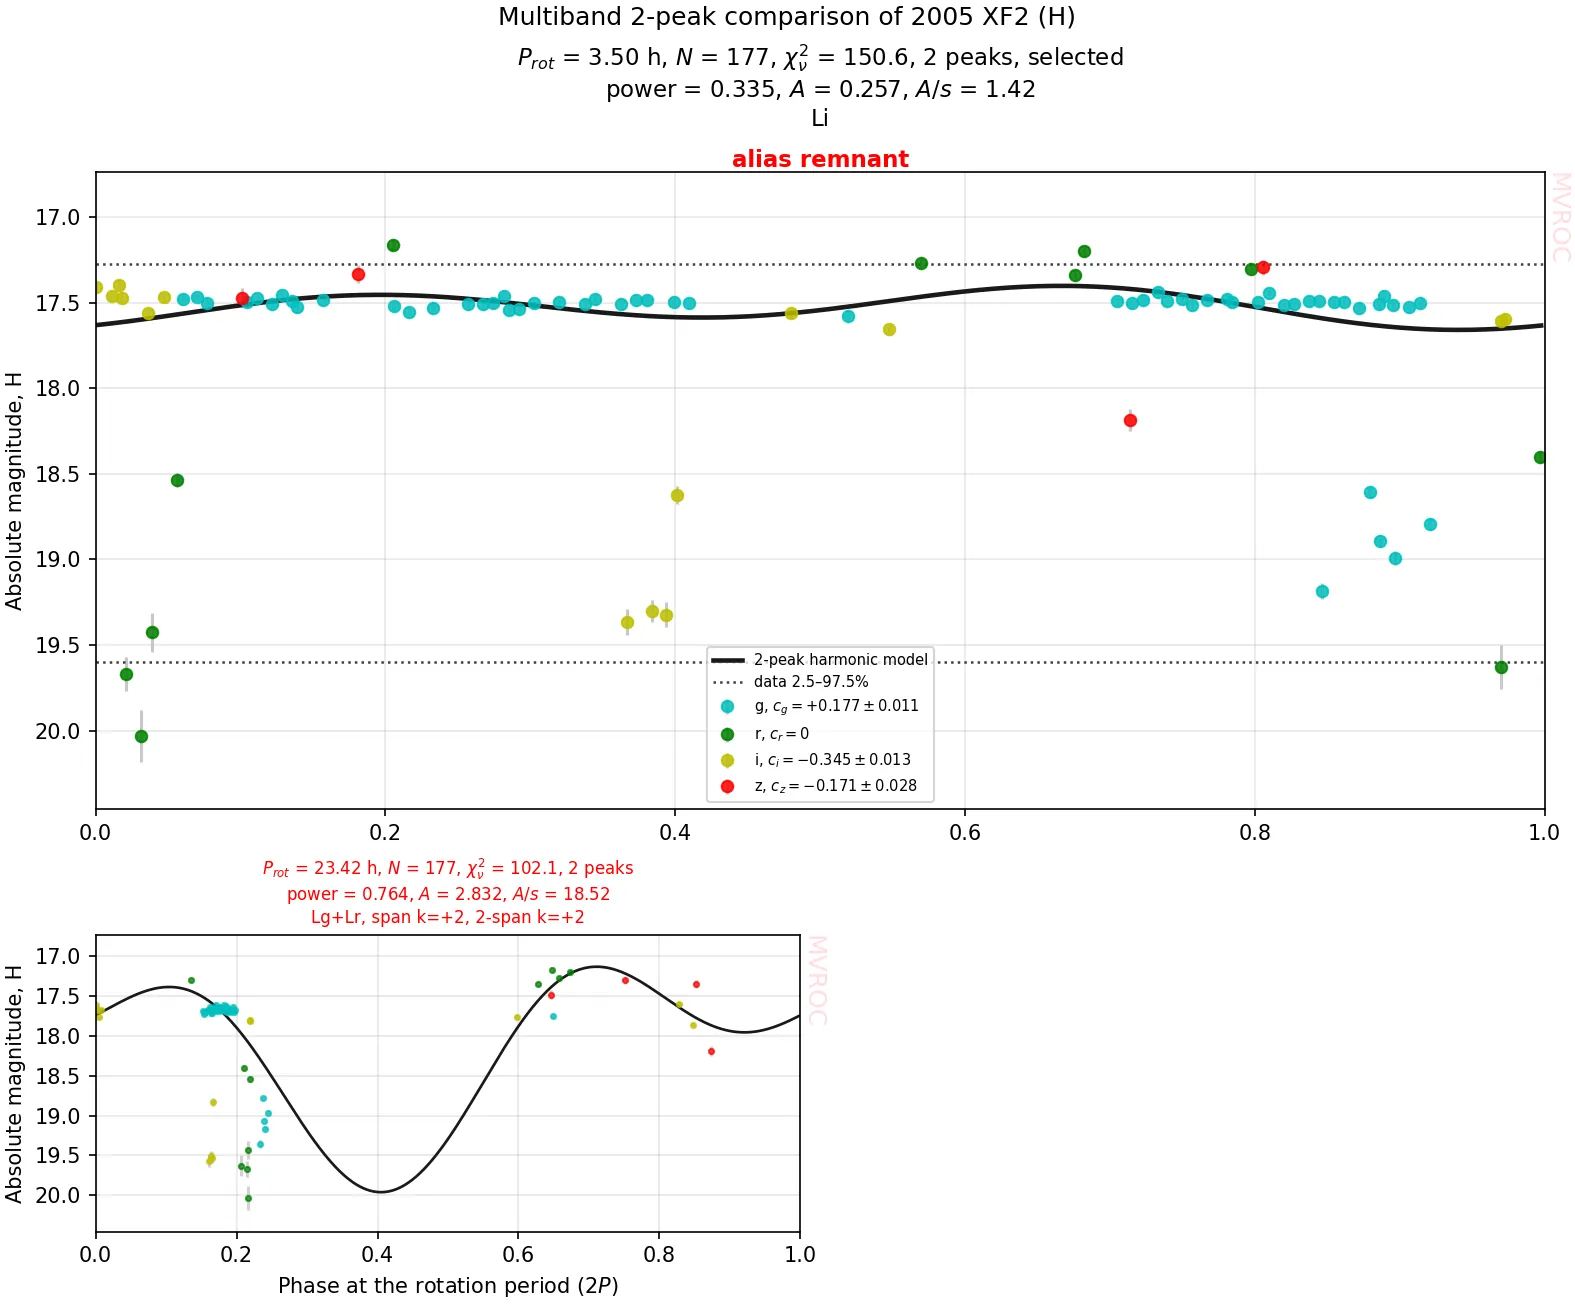 Multiband 2-peak comparison of 2005 XF2 (H)
P_rot = 3.50 h, N = 177, χ²_ν = 150.6, 2 peaks, selected
power = 0.335, A = 0.257, A/s = 1.42
Li
alias remnant
MVROC
Absolute magnitude, H
17.0
17.5
18.0
18.5
19.0
19.5
20.0
2-peak harmonic model
data 2.5–97.5%
g, c_g = +0.177 ± 0.011
r, c_r = 0
i, c_i = −0.345 ± 0.013
z, c_z = −0.171 ± 0.028
0.0 0.2 0.4 0.6 0.8 1.0
P_rot = 23.42 h, N = 177, χ²_ν = 102.1, 2 peaks
power = 0.764, A = 2.832, A/s = 18.52
Lg+Lr, span k=+2, 2-span k=+2
MVROC
Absolute magnitude, H
17.0
17.5
18.0
18.5
19.0
19.5
20.0
0.0 0.2 0.4 0.6 0.8 1.0
Phase at the rotation period (2P)